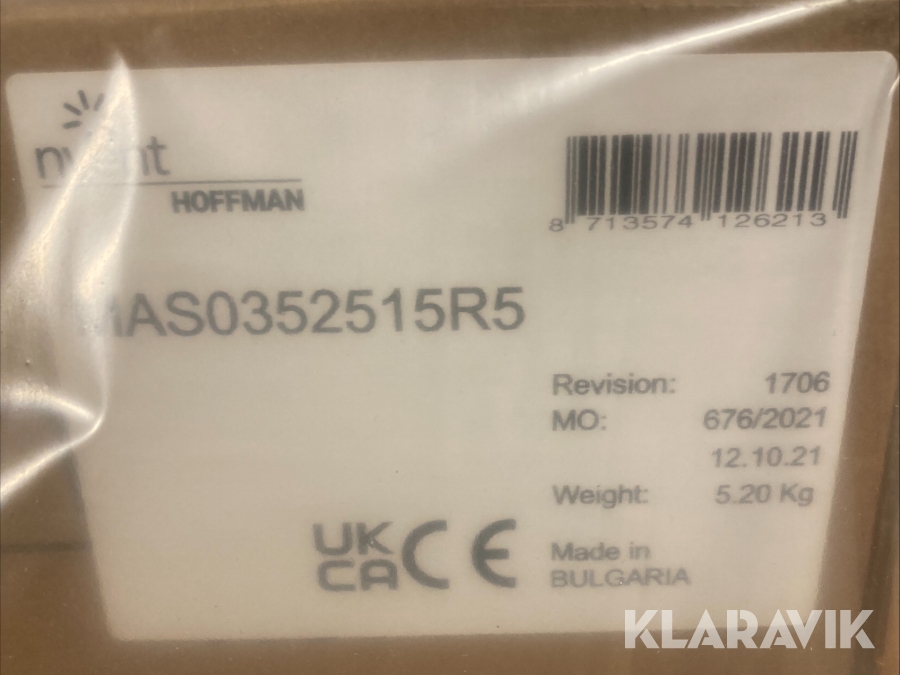 HOFFMAN
8 713574 126213
AS0352515R5
Revision: 1706
MO: 676/2021
12.10.21
Weight: 5.20 Kg
UK
CA CE
Made in
BULGARIA
KLARAVIK